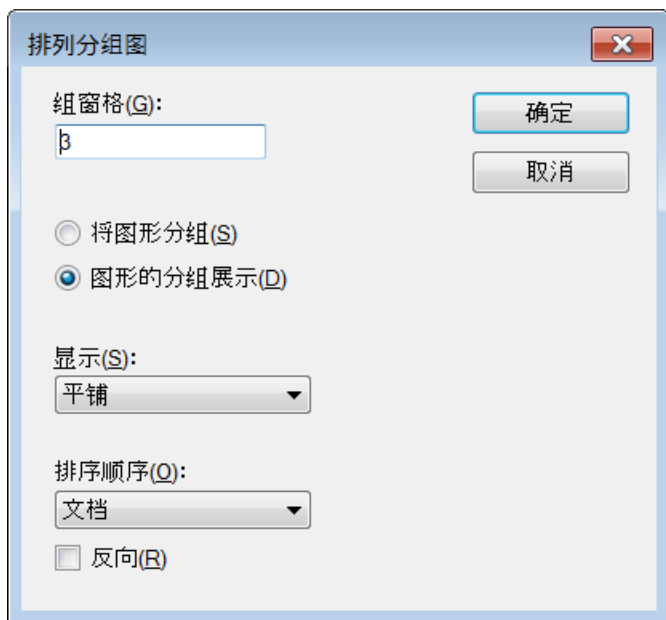 排列分组图
组窗格(G):
3
确定
取消
将图形分组(S)
图形的分组展示(D)
显示(S):
平铺
排序顺序(O):
文档
反向(R)